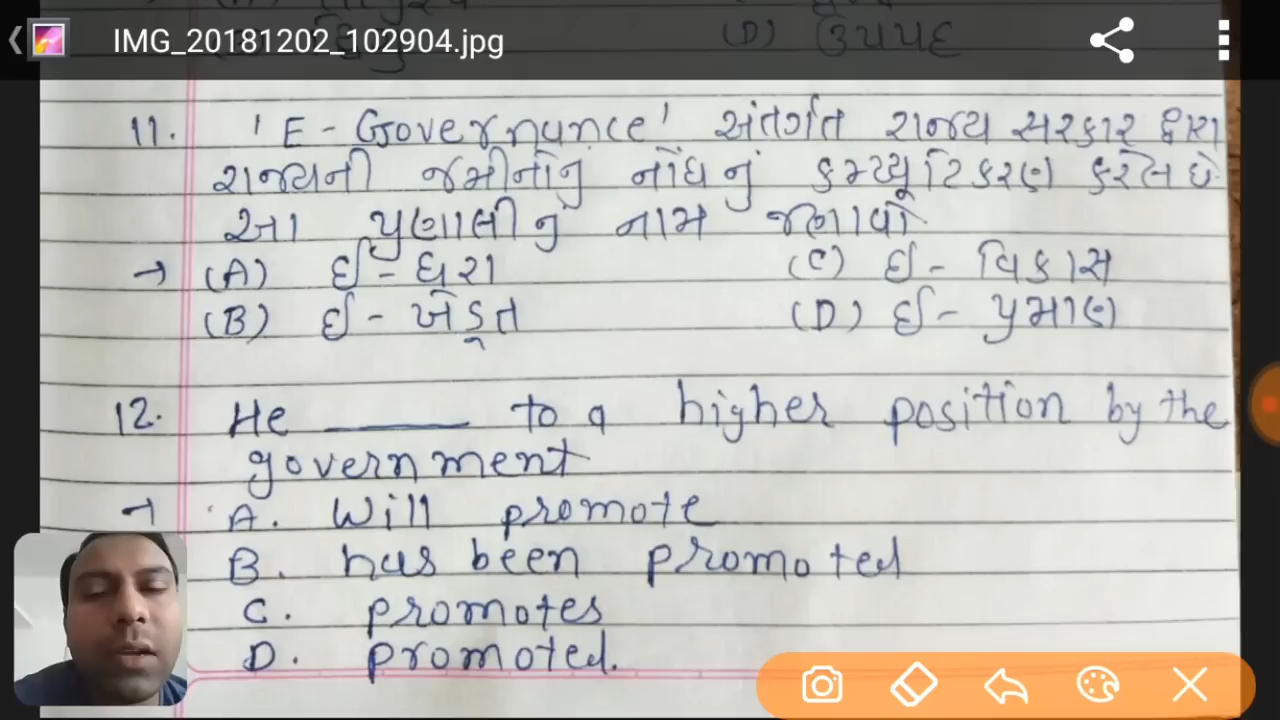 IMG_20181202_102904.jpg
(D) ઉપપદ
11. 'E-Governance' અંતર્ગત રાજ્ય સરકાર દ્વારા
રાજ્યની જમીનોનું નોંધનું કમ્પ્યૂટિકરણ કરેલ છે
આ પ્રણાલીનું નામ જણાવો
→ (A) ઈ-ધરા (C) ઇ-વિકાસ
(B) ઈ-ખેડૂત (D) ઈ-પ્રમાણ
12. He ____ to a higher position by the
government
→ A. Will promote
B. has been promoted
C. promotes
D. promoted.